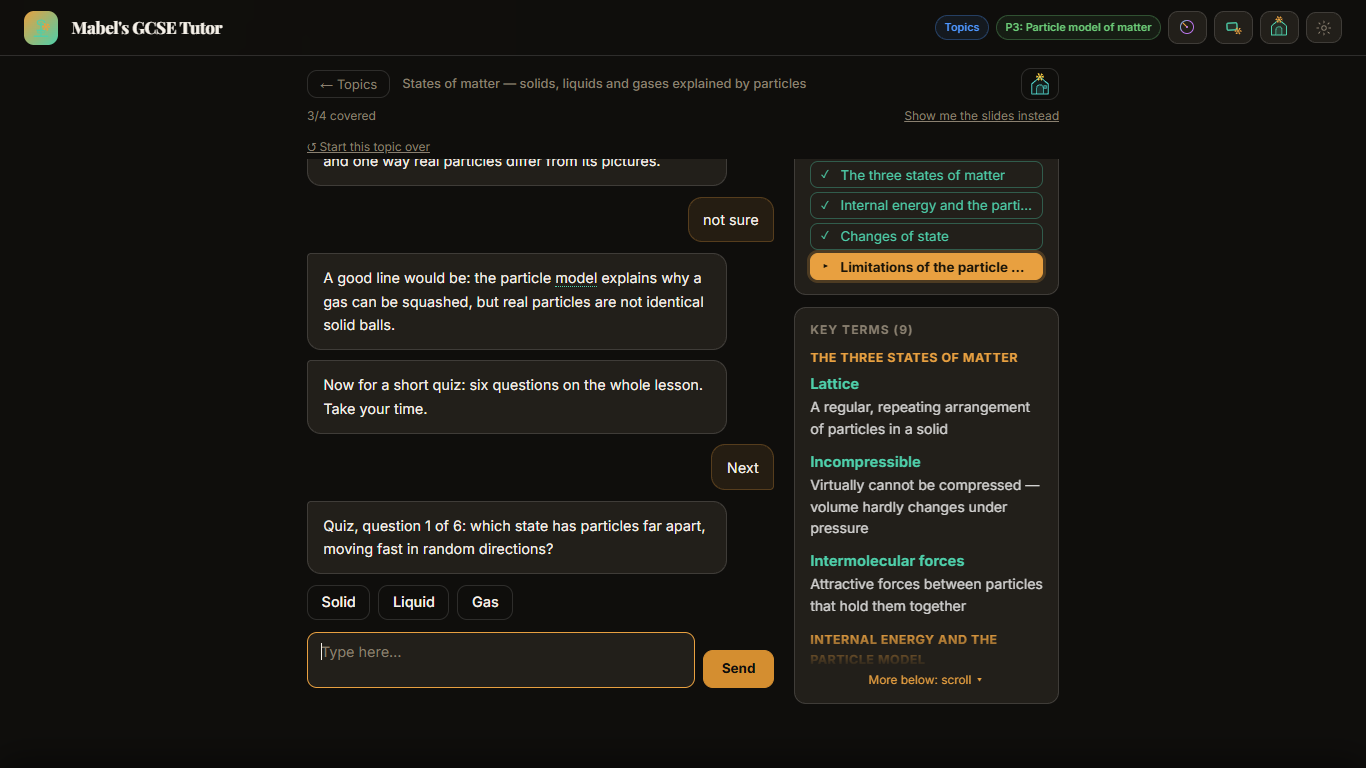 Mabel's GCSE Tutor
Topics
P3: Particle model of matter
← Topics
States of matter — solids, liquids and gases explained by particles
3/4 covered
Show me the slides instead
↺ Start this topic over
and one way real particles differ from its pictures.
not sure
A good line would be: the particle model explains why a
gas can be squashed, but real particles are not identical
solid balls.
Now for a short quiz: six questions on the whole lesson.
Take your time.
Next
Quiz, question 1 of 6: which state has particles far apart,
moving fast in random directions?
Solid
Liquid
Gas
Type here...
Send
✓ The three states of matter
✓ Internal energy and the parti...
✓ Changes of state
‣ Limitations of the particle ...
KEY TERMS (9)
THE THREE STATES OF MATTER
Lattice
A regular, repeating arrangement
of particles in a solid
Incompressible
Virtually cannot be compressed —
volume hardly changes under
pressure
Intermolecular forces
Attractive forces between particles
that hold them together
INTERNAL ENERGY AND THE
PARTICLE MODEL
More below: scroll ▾